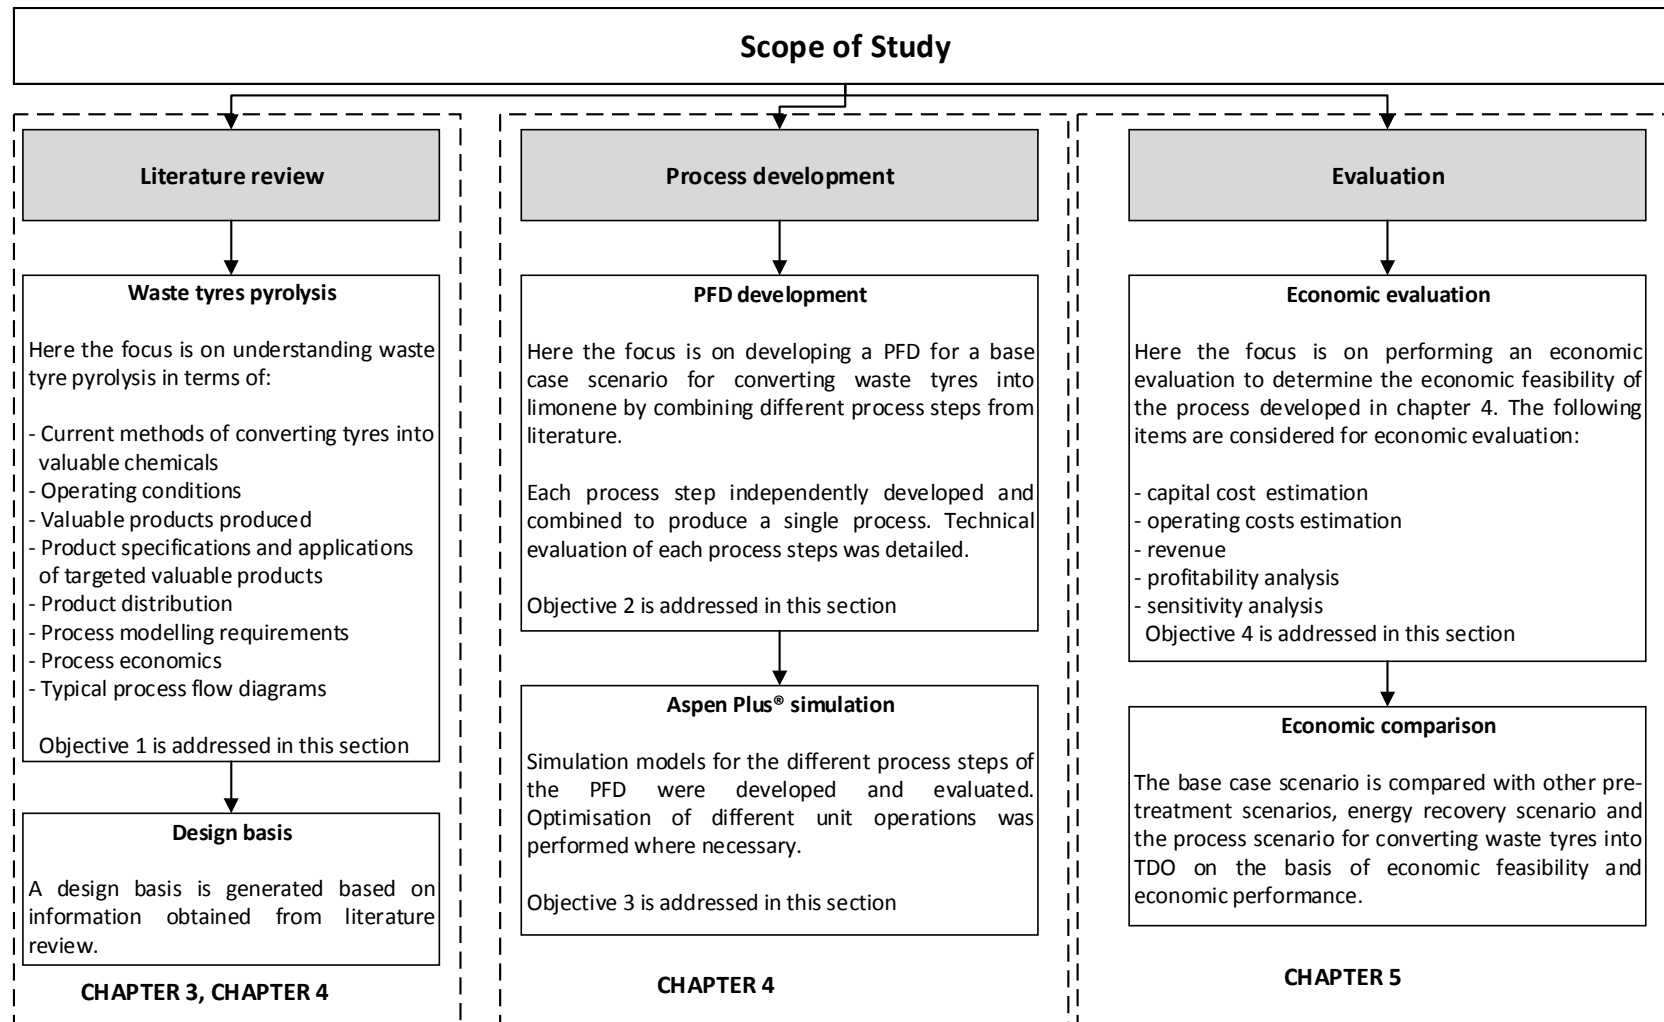 Scope of Study
Literature review
Waste tyres pyrolysis
Here the focus is on understanding waste
tyre pyrolysis in terms of:
- Current methods of converting tyres into
valuable chemicals
- Operating conditions
- Valuable products produced
- Product specifications and applications
of targeted valuable products
- Product distribution
- Process modelling requirements
- Process economics
- Typical process flow diagrams
Objective 1 is addressed in this section
Design basis
A design basis is generated based on
information obtained from literature
review.
CHAPTER 3, CHAPTER 4
Process development
PFD development
Here the focus is on developing a PFD for a base
case scenario for converting waste tyres into
limonene by combining different process steps from
literature.
Each process step independently developed and
combined to produce a single process. Technical
evaluation of each process steps was detailed.
Objective 2 is addressed in this section
Aspen Plus® simulation
Simulation models for the different process steps of
the PFD were developed and evaluated.
Optimisation of different unit operations was
performed where necessary.
Objective 3 is addressed in this section
CHAPTER 4
Evaluation
Economic evaluation
Here the focus is on performing an economic
evaluation to determine the economic feasibility of
the process developed in chapter 4. The following
items are considered for economic evaluation:
- capital cost estimation
- operating costs estimation
- revenue
- profitability analysis
- sensitivity analysis
Objective 4 is addressed in this section
Economic comparison
The base case scenario is compared with other pre-
treatment scenarios, energy recovery scenario and
the process scenario for converting waste tyres into
TDO on the basis of economic feasibility and
economic performance.
CHAPTER 5